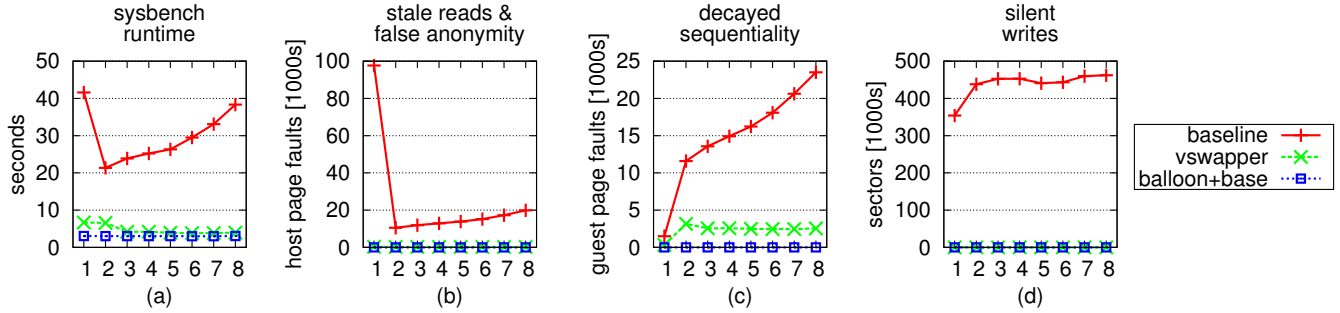 sysbench
runtime
50
40
30
20
10
0
seconds
1 2 3 4 5 6 7 8
(a)
stale reads &
false anonymity
100
80
60
40
20
0
host page faults [1000s]
1 2 3 4 5 6 7 8
(b)
decayed
sequentiality
25
20
15
10
5
0
guest page faults [1000s]
1 2 3 4 5 6 7 8
(c)
silent
writes
500
400
300
200
100
0
sectors [1000s]
1 2 3 4 5 6 7 8
(d)
baseline
vswapper
balloon+base